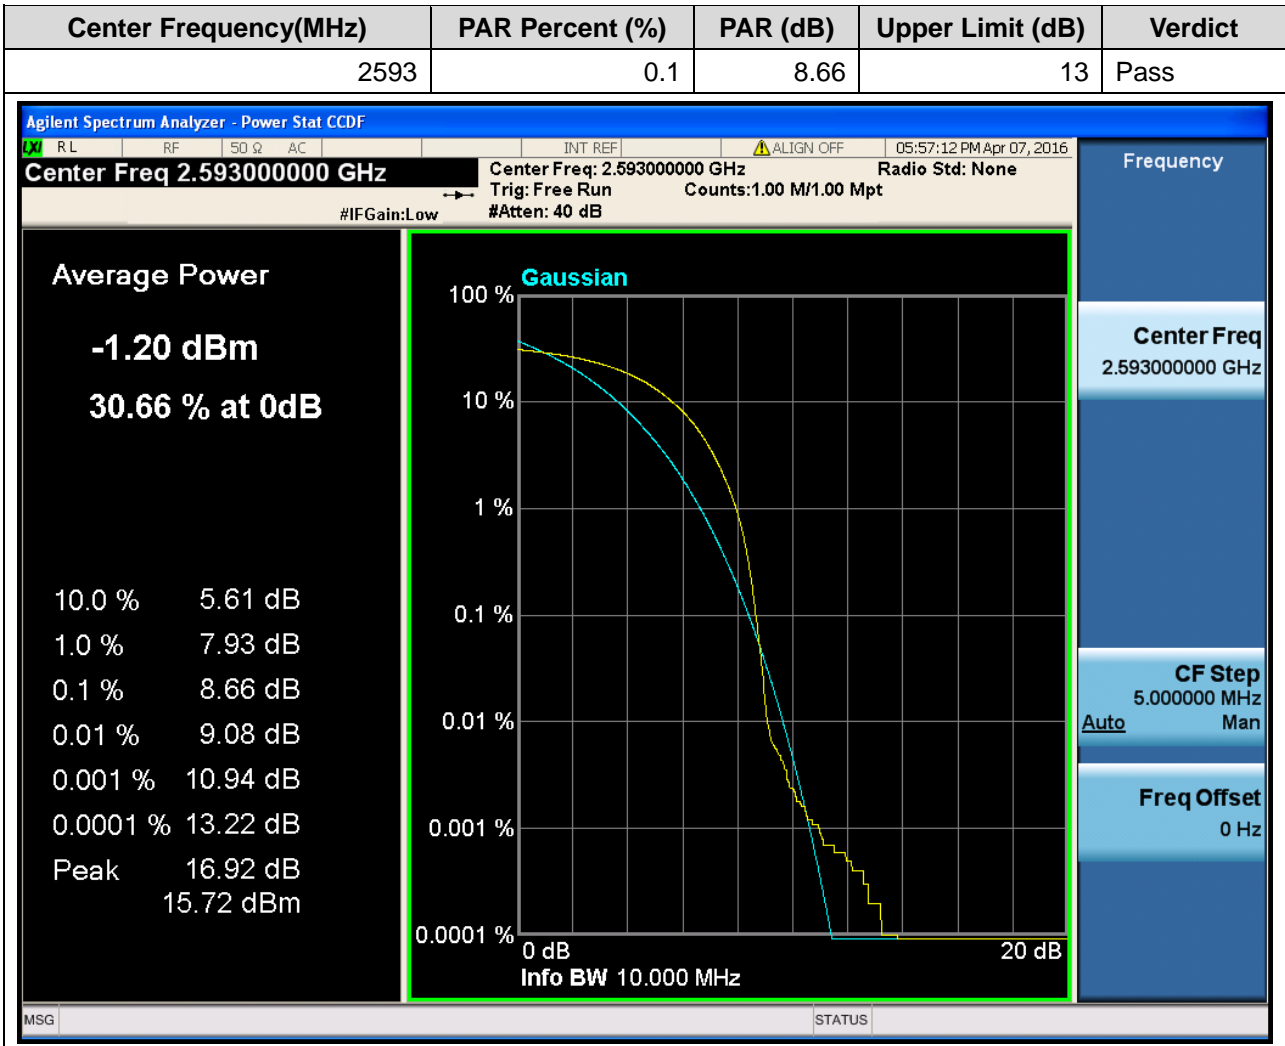 Center Frequency(MHz) PAR Percent (%) PAR (dB) Upper Limit (dB) Verdict
2593 0.1 8.66 13 Pass
Agilent Spectrum Analyzer - Power Stat CCDF
LXI RL RF 50 Ω AC INT REF ALIGN OFF 05:57:12 PM Apr 07, 2016
Center Freq 2.593000000 GHz
Center Freq: 2.593000000 GHz Radio Std: None
Trig: Free Run Counts:1.00 M/1.00 Mpt
#IFGain:Low #Atten: 40 dB
Average Power
-1.20 dBm
30.66 % at 0dB
10.0 % 5.61 dB
1.0 % 7.93 dB
0.1 % 8.66 dB
0.01 % 9.08 dB
0.001 % 10.94 dB
0.0001 % 13.22 dB
Peak 16.92 dB
15.72 dBm
Gaussian
100 %
10 %
1 %
0.1 %
0.01 %
0.001 %
0.0001 %
0 dB 20 dB
Info BW 10.000 MHz
Frequency
Center Freq
2.593000000 GHz
CF Step
5.000000 MHz
Auto Man
Freq Offset
0 Hz
MSG STATUS